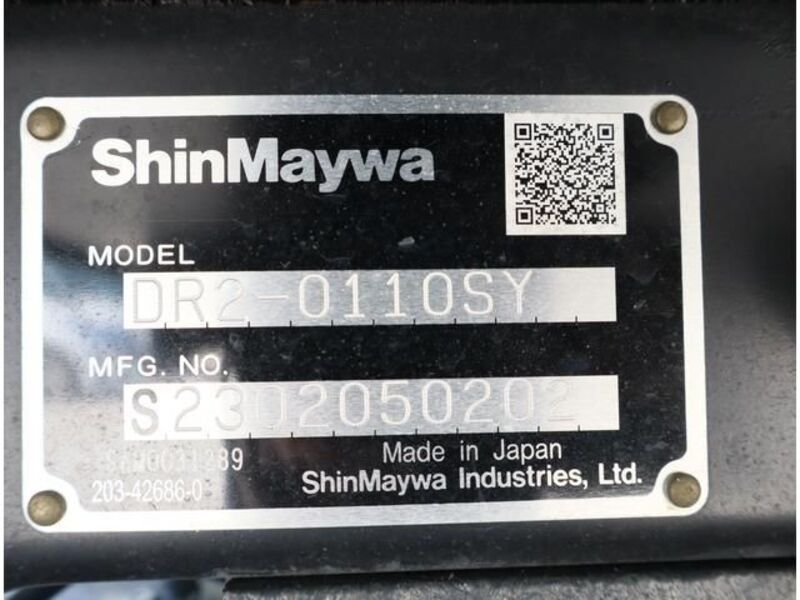 ShinMaywa
MODEL
DR2-0110SY
MFG. NO.
S2302050202
Made in Japan
203-42686-0
ShinMaywa Industries, Ltd.